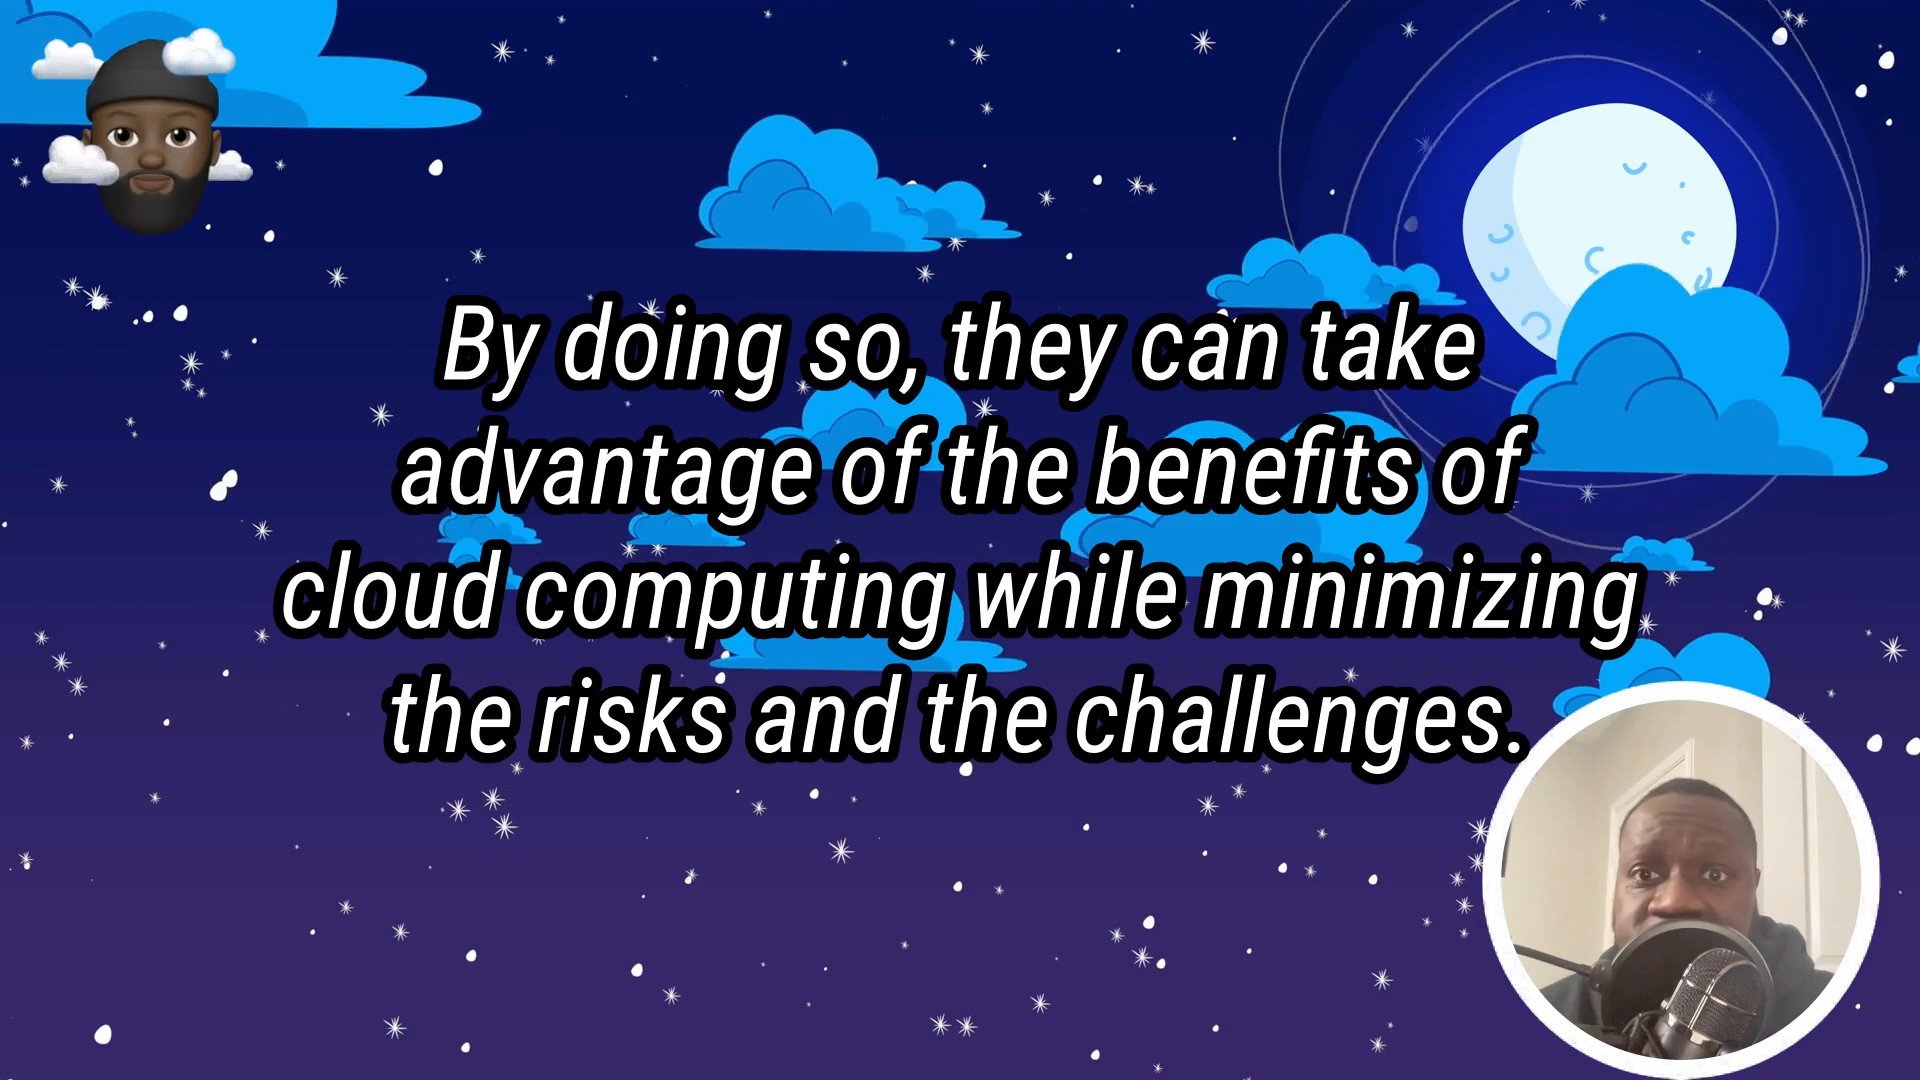 By doing so, they can take
advantage of the benefits of
cloud computing while minimizing
the risks and the challenges.